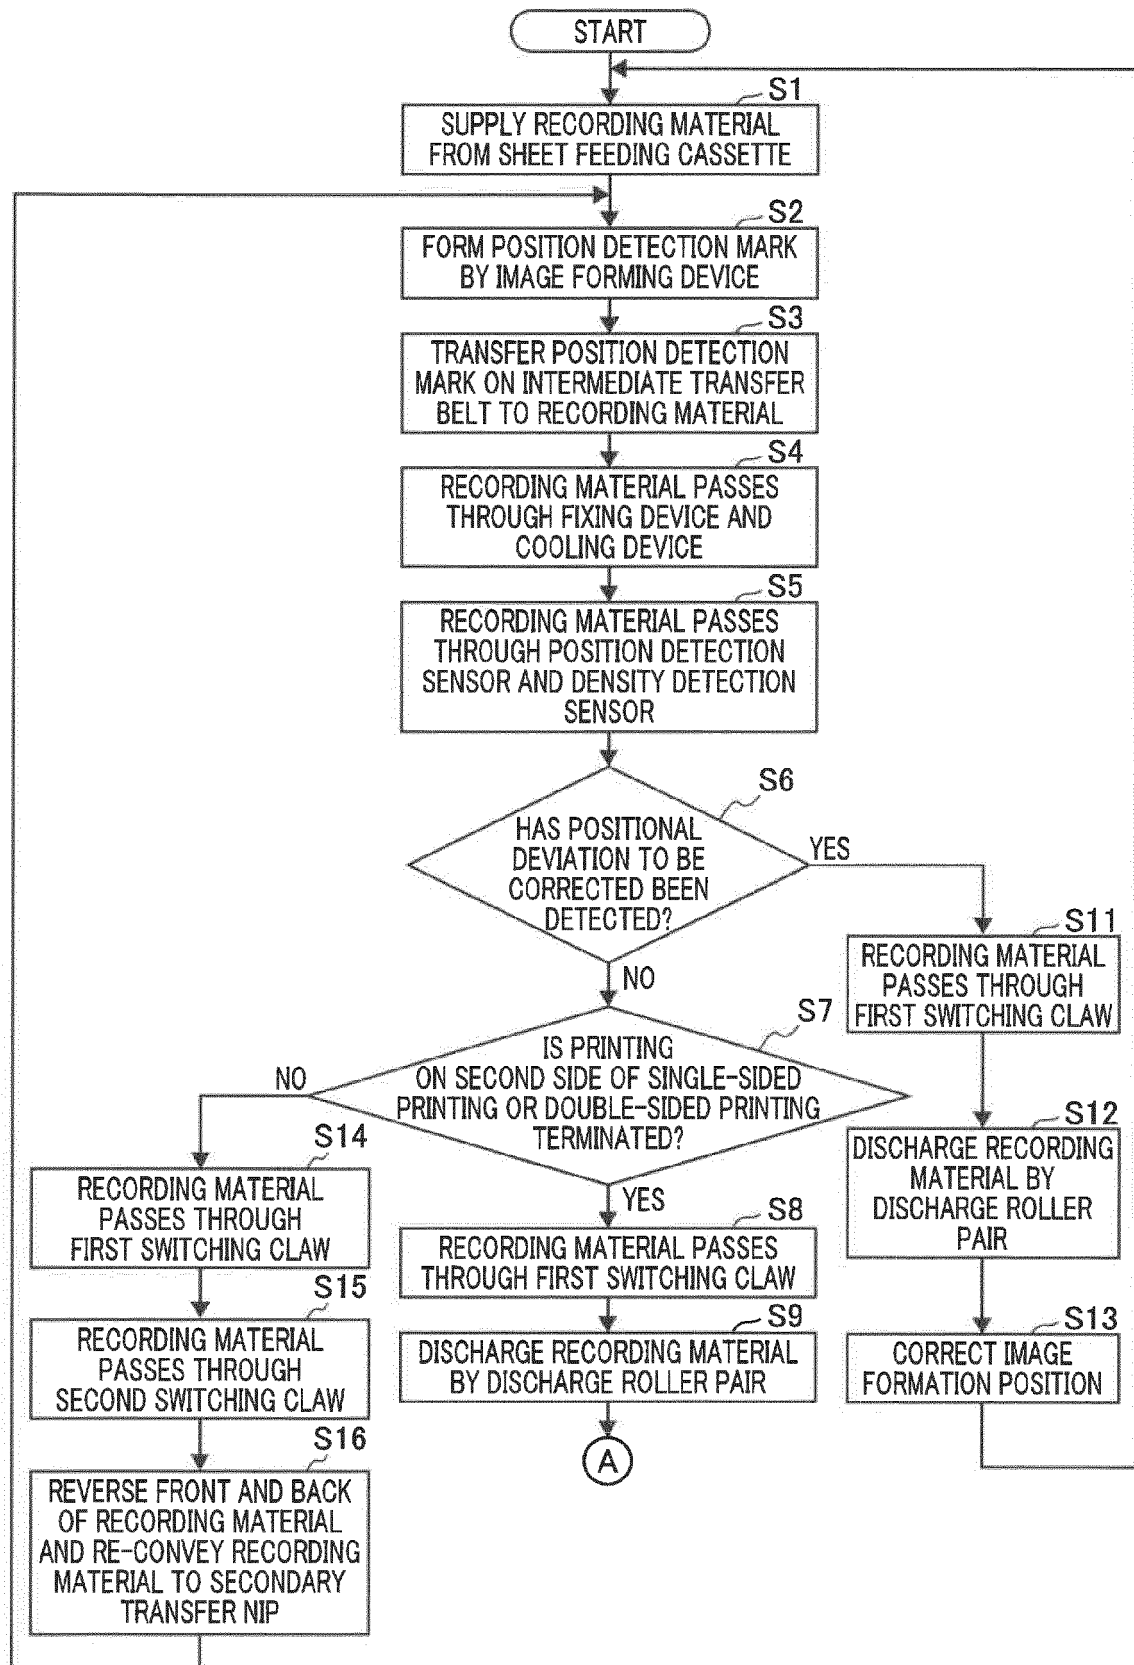 START
S1
SUPPLY RECORDING MATERIAL
FROM SHEET FEEDING CASSETTE
S2
FORM POSITION DETECTION MARK
BY IMAGE FORMING DEVICE
S3
TRANSFER POSITION DETECTION
MARK ON INTERMEDIATE TRANSFER
BELT TO RECORDING MATERIAL
S4
RECORDING MATERIAL PASSES
THROUGH FIXING DEVICE AND
COOLING DEVICE
S5
RECORDING MATERIAL PASSES
THROUGH POSITION DETECTION
SENSOR AND DENSITY DETECTION
SENSOR
S6
HAS POSITIONAL
DEVIATION TO BE
CORRECTED BEEN
DETECTED?
YES
NO
S11
RECORDING MATERIAL
PASSES THROUGH
FIRST SWITCHING CLAW
S7
IS PRINTING
ON SECOND SIDE OF SINGLE-SIDED
PRINTING OR DOUBLE-SIDED PRINTING
TERMINATED?
NO
YES
S12
DISCHARGE RECORDING
MATERIAL BY
DISCHARGE ROLLER
PAIR
S14
RECORDING MATERIAL
PASSES THROUGH
FIRST SWITCHING CLAW
S8
RECORDING MATERIAL PASSES
THROUGH FIRST SWITCHING CLAW
S15
RECORDING MATERIAL
PASSES THROUGH
SECOND SWITCHING CLAW
S9
DISCHARGE RECORDING MATERIAL
BY DISCHARGE ROLLER PAIR
S13
CORRECT IMAGE
FORMATION POSITION
A
S16
REVERSE FRONT AND BACK
OF RECORDING MATERIAL
AND RE-CONVEY RECORDING
MATERIAL TO SECONDARY
TRANSFER NIP